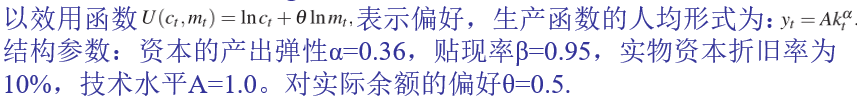 以效用函数 U(c_t, m_t) = ln c_t + θ ln m_t, 表示偏好，生产函数的人均形式为：y_t = Ak_t^α.
结构参数：资本的产出弹性α=0.36，贴现率β=0.95，实物资本折旧率为
10%，技术水平A=1.0。对实际余额的偏好θ=0.5.